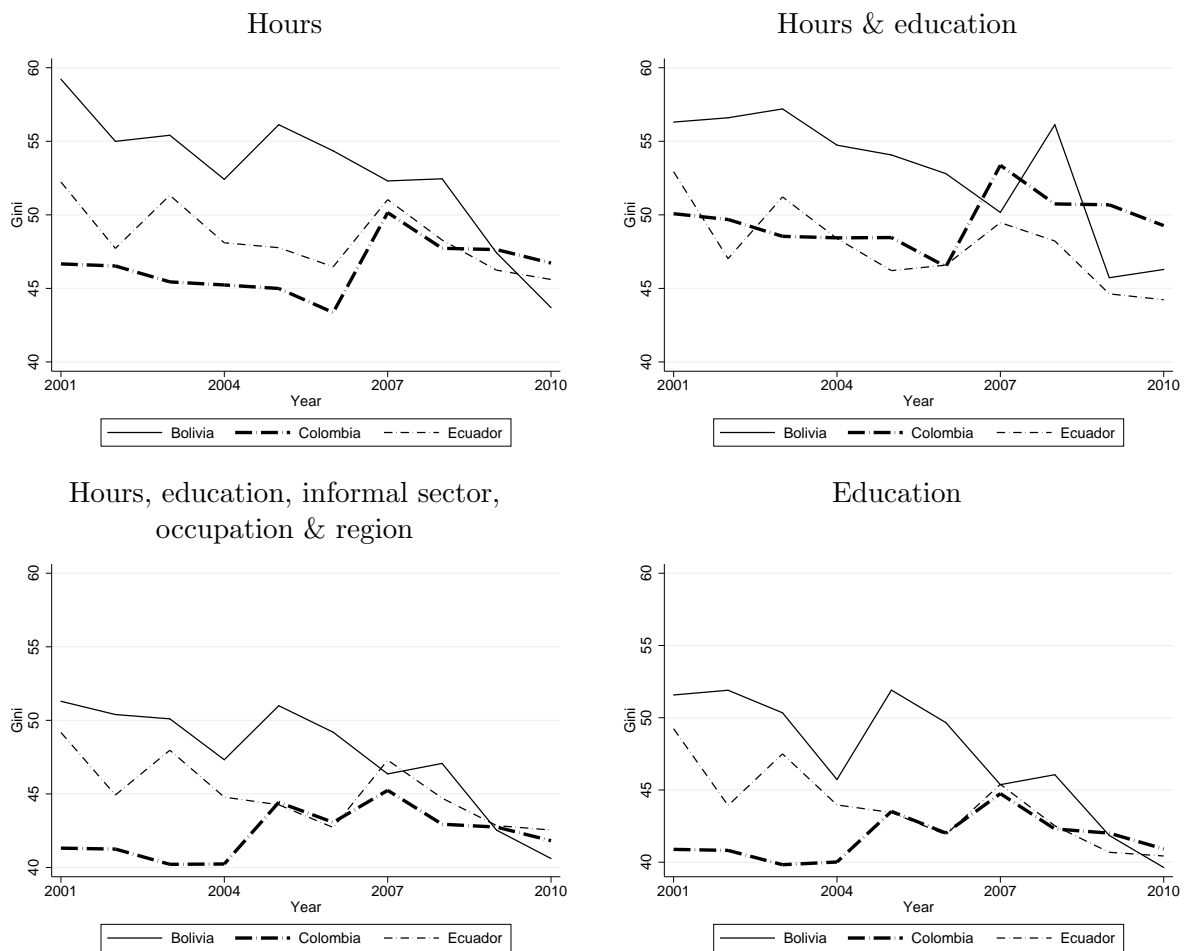 Hours
Gini
60
55
50
45
40
2001
2004
2007
2010
Year
Bolivia
Colombia
Ecuador
Hours & education
Gini
60
55
50
45
40
2001
2004
2007
2010
Year
Bolivia
Colombia
Ecuador
Hours, education, informal sector,
occupation & region
Gini
60
55
50
45
40
2001
2004
2007
2010
Year
Bolivia
Colombia
Ecuador
Education
Gini
60
55
50
45
40
2001
2004
2007
2010
Year
Bolivia
Colombia
Ecuador